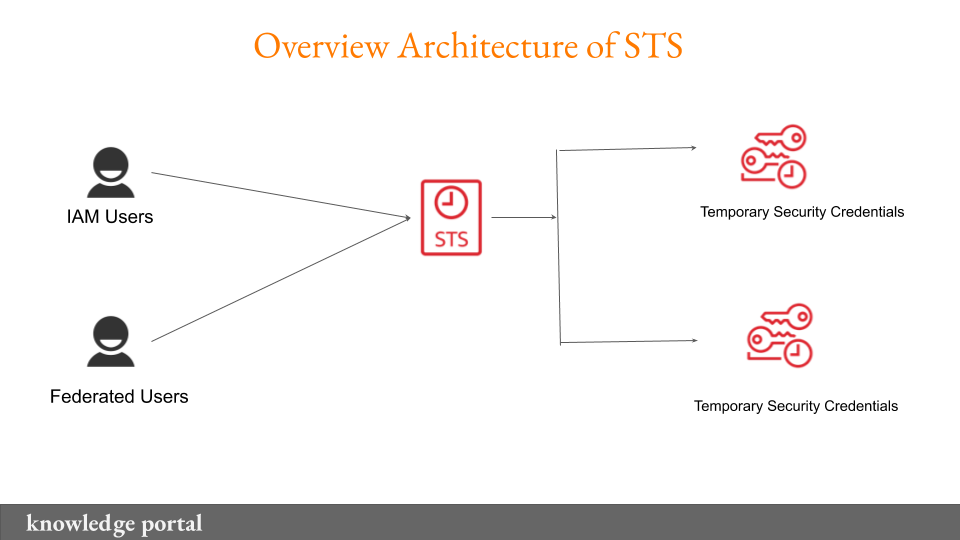 Overview Architecture of STS
IAM Users
STS
Temporary Security Credentials
Federated Users
Temporary Security Credentials
knowledge portal